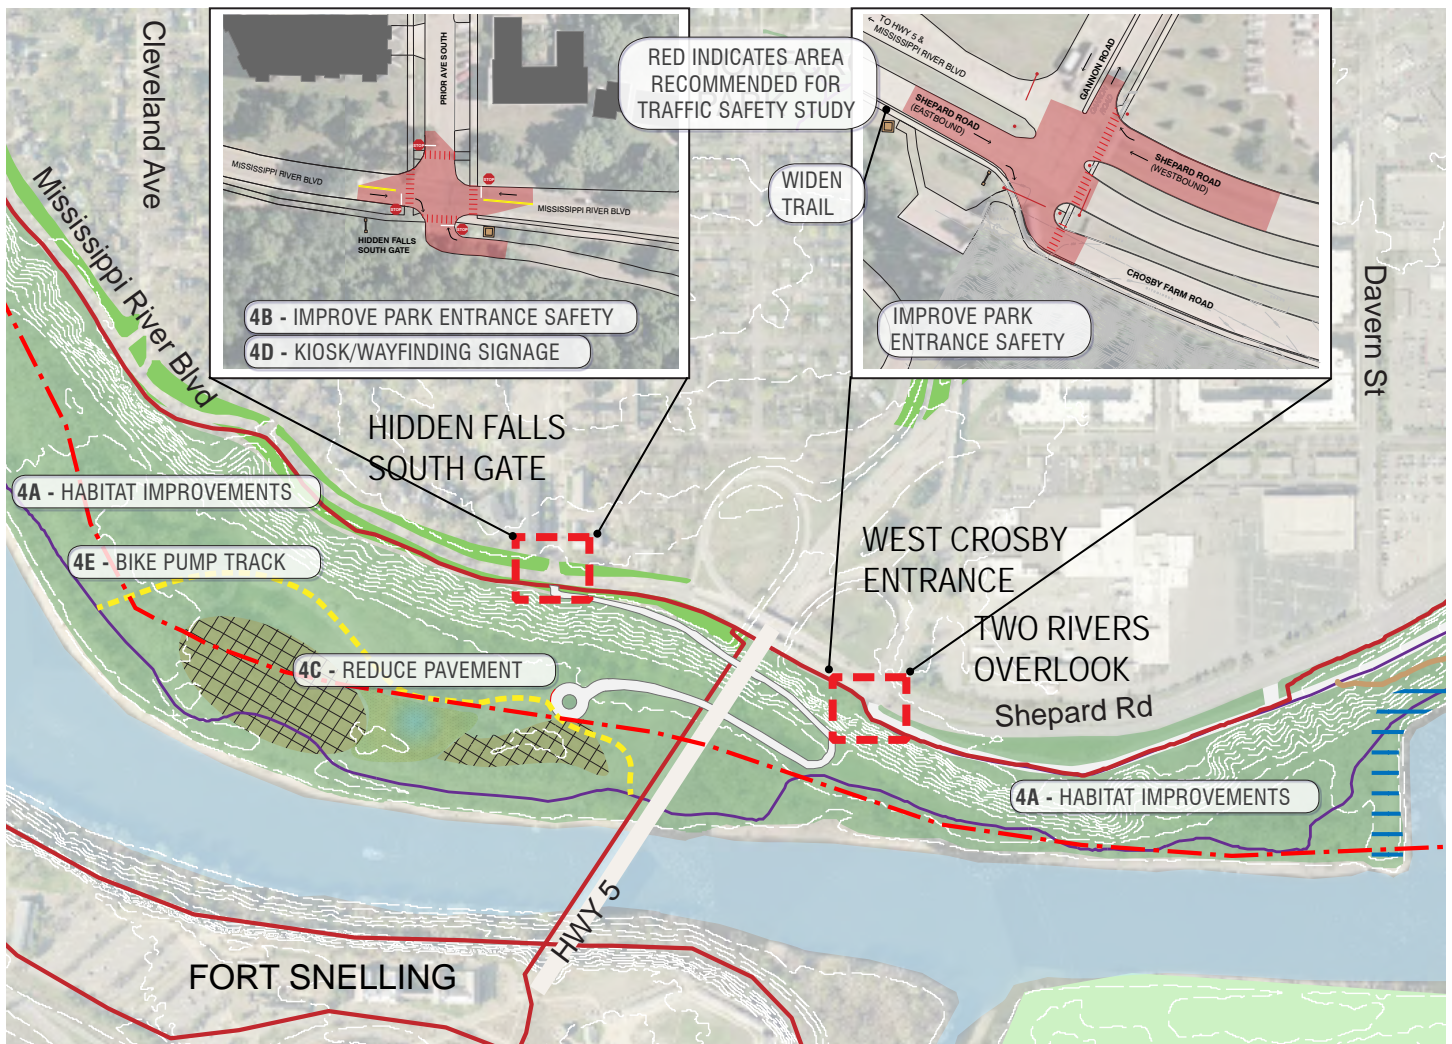 Cleveland Ave
Mississippi River Blvd
PRIOR AVE SOUTH
MISSISSIPPI RIVER BLVD
MISSISSIPPI RIVER BLVD
STOP
STOP
STOP
STOP
HIDDEN FALLS
SOUTH GATE
4B - IMPROVE PARK ENTRANCE SAFETY
4D - KIOSK/WAYFINDING SIGNAGE
RED INDICATES AREA
RECOMMENDED FOR
TRAFFIC SAFETY STUDY
WIDEN
TRAIL
TO HWY 5 &
MISSISSIPPI RIVER BLVD
GANNON ROAD
SHEPARD ROAD
(EASTBOUND)
SHEPARD ROAD
(WESTBOUND)
CROSBY FARM ROAD
IMPROVE PARK
ENTRANCE SAFETY
Davern St
HIDDEN FALLS
SOUTH GATE
4A - HABITAT IMPROVEMENTS
4E - BIKE PUMP TRACK
4C - REDUCE PAVEMENT
WEST CROSBY
ENTRANCE
TWO RIVERS
OVERLOOK
Shepard Rd
4A - HABITAT IMPROVEMENTS
HWY 5
FORT SNELLING